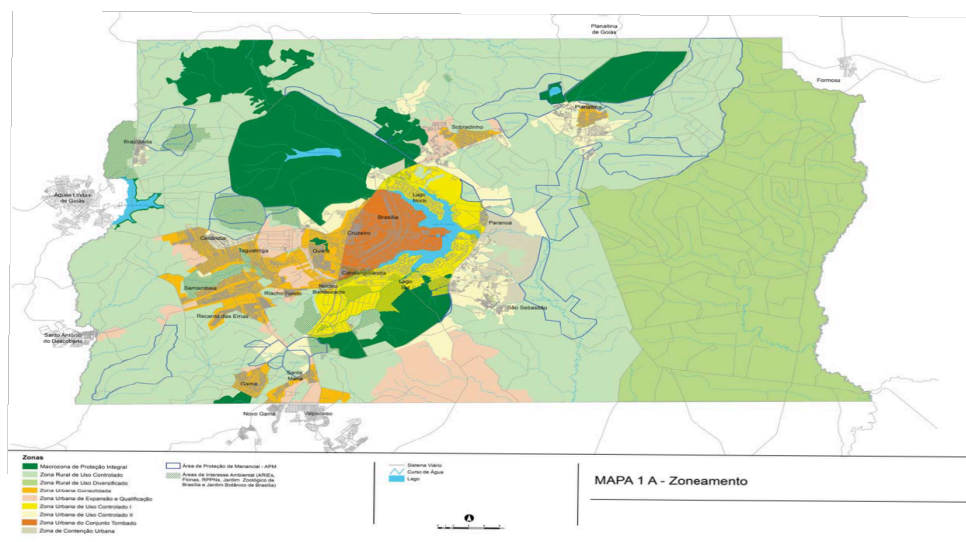 Planaltina
de Goiás
Formosa
Planaltina
Sobradinho
Brazlândia
Águas Lindas
de Goiás
Lago
Norte
Brasília
Paranoá
Cruzeiro
Ceilândia
Taguatinga
Guará
Candangolândia
Núcleo
Bandeirante
Lago
Sul
Samambaia
Riacho Fundo
São Sebastião
Recanto das Emas
Santo Antônio
do Descoberto
Santa
Maria
Gama
Novo Gama
Valparaíso
Zonas
Macrozona de Proteção Integral
Zona Rural de Uso Controlado
Zona Rural de Uso Diversificado
Zona Urbana Consolidada
Zona Urbana de Expansão e Qualificação
Zona Urbana de Uso Controlado I
Zona Urbana de Uso Controlado II
Zona Urbana do Conjunto Tombado
Zona de Contenção Urbana
Área de Proteção de Manancial - APM
Áreas de Interesse Ambiental (ARIEs,
Flonas, RPPNs, Jardim Zoológico de
Brasília e Jardim Botânico de Brasília)
Sistema Viário
Curso de Água
Lago
MAPA 1 A - Zoneamento